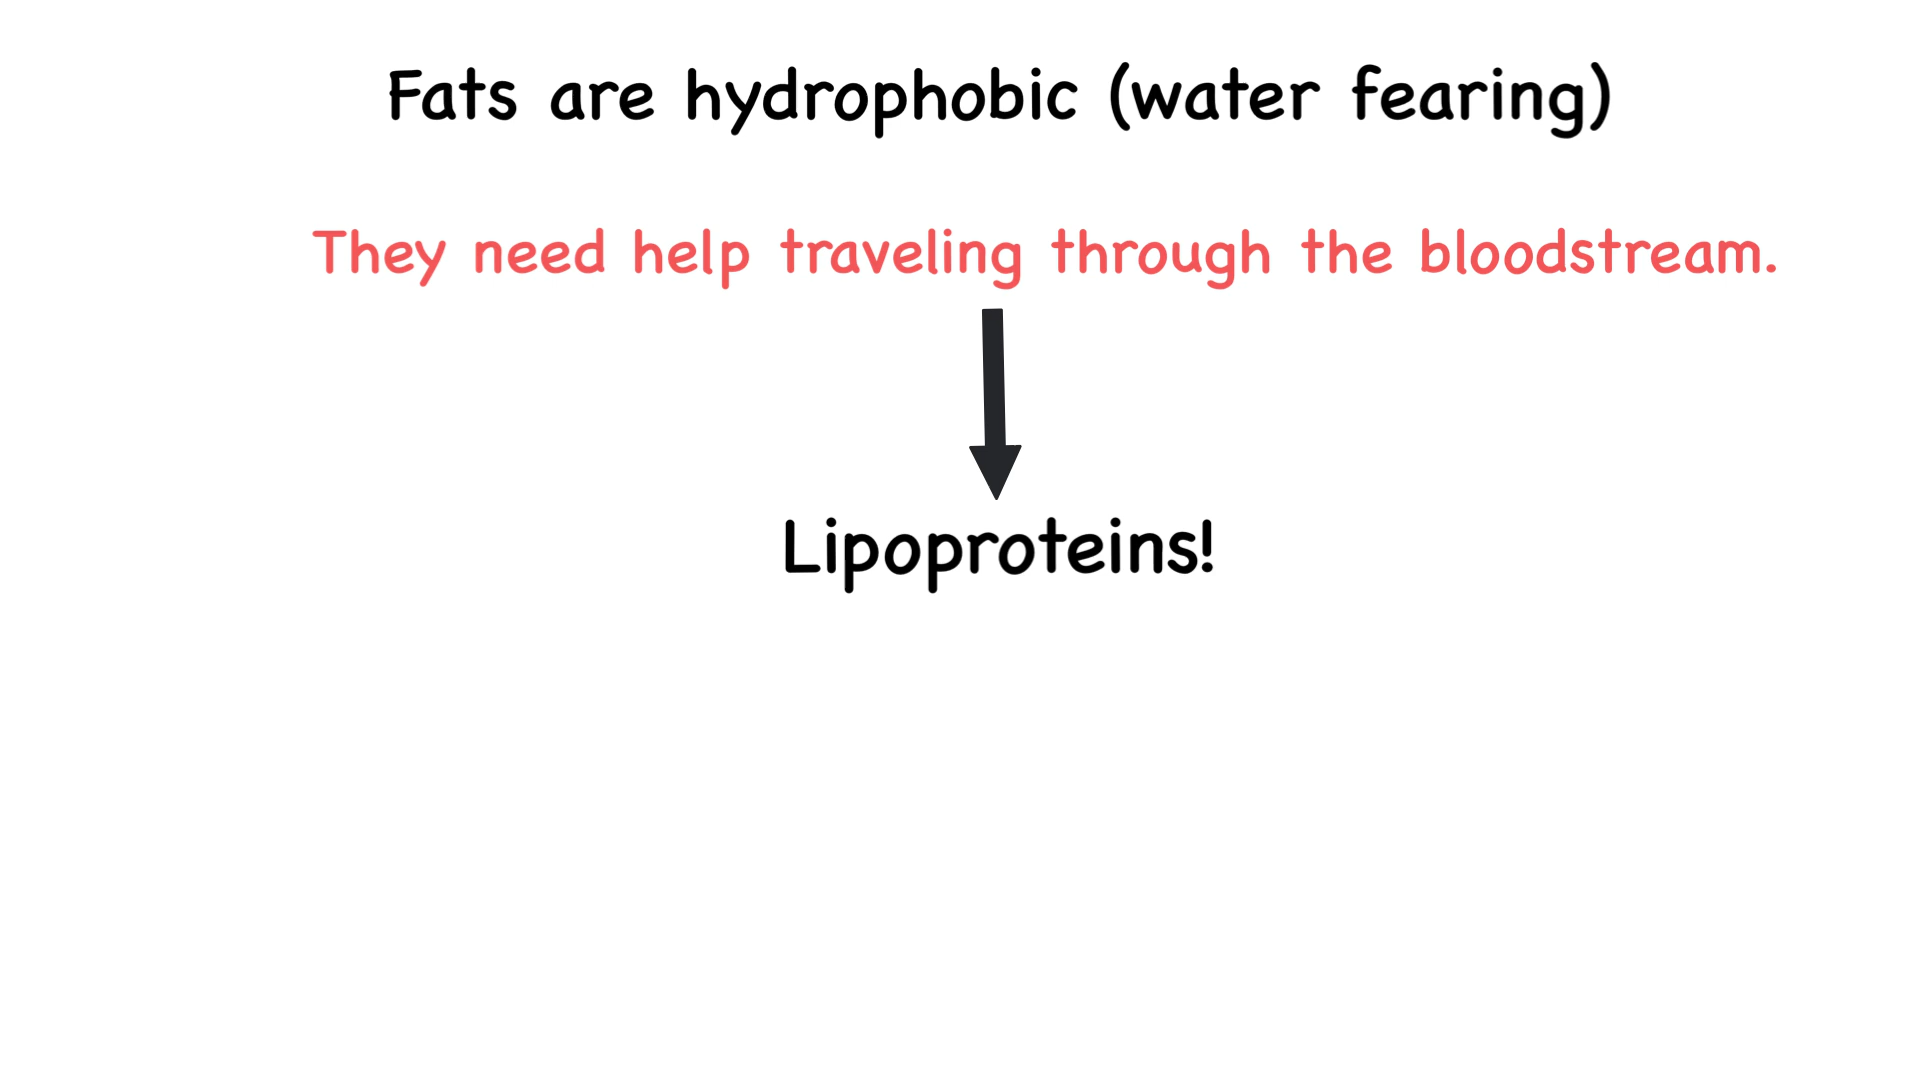 Fats are hydrophobic (water fearing)
They need help traveling through the bloodstream.
Lipoproteins!